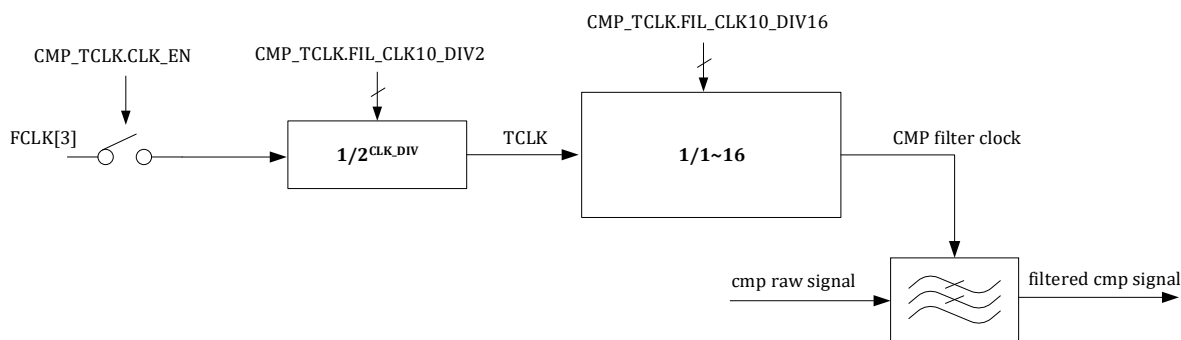 CMP_TCLK.FIL_CLK10_DIV16
CMP_TCLK.CLK_EN
CMP_TCLK.FIL_CLK10_DIV2
FCLK[3]
1/2^CLK_DIV
TCLK
1/1~16
CMP filter clock
cmp raw signal
filtered cmp signal